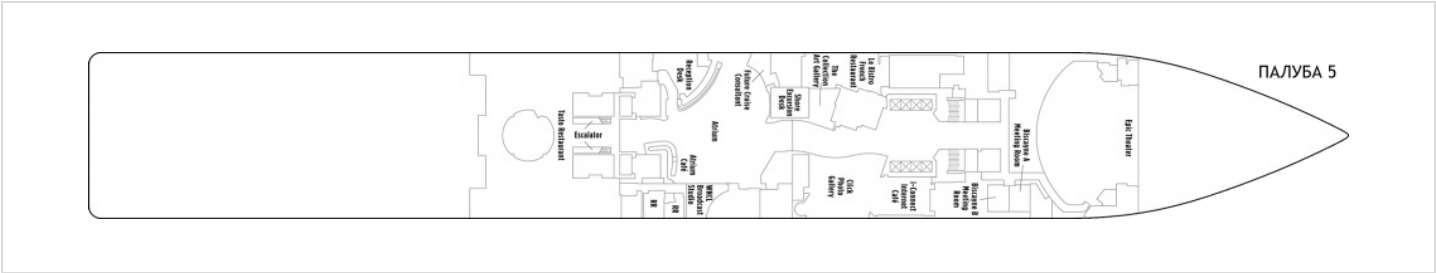 ПАЛУБА 5
Reception
Desk
Future Cruise
Consultant
Shore
Excursion
Desk
The
Collection
Art Gallery
Le Bistro
French
Restaurant
Taste Restaurant
Escalator
Atrium
Atrium
Café
WNCL
Broadcast
Studio
RR
RR
Click
Photo
Gallery
i-Connect
Internet
Café
Biscayne B
Meeting
Room
Biscayne A
Meeting Room
Epic Theater